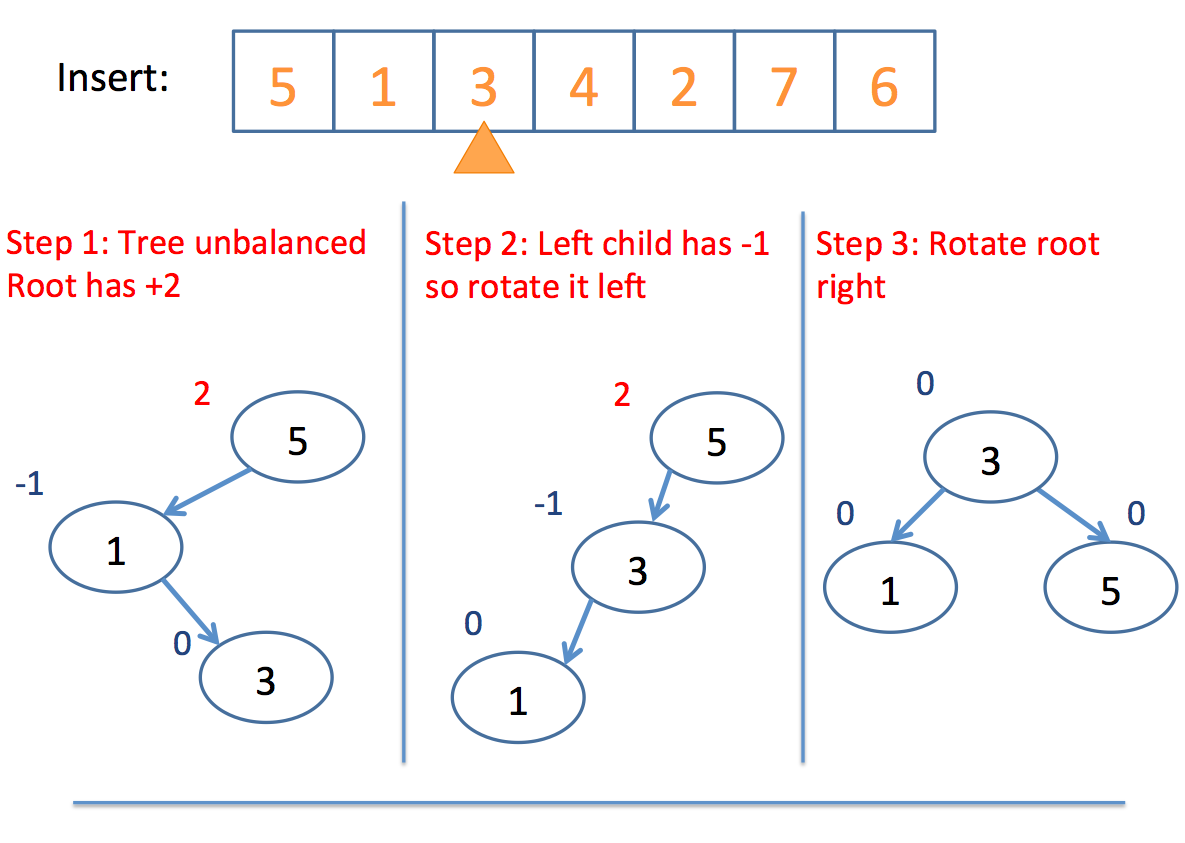 Insert: 5 1 3 4 2 7 6
Step 1: Tree unbalanced
Root has +2
2
5
-1
1
0
3
Step 2: Left child has -1
so rotate it left
2
5
-1
3
0
1
Step 3: Rotate root
right
0
3
0
0
1
5